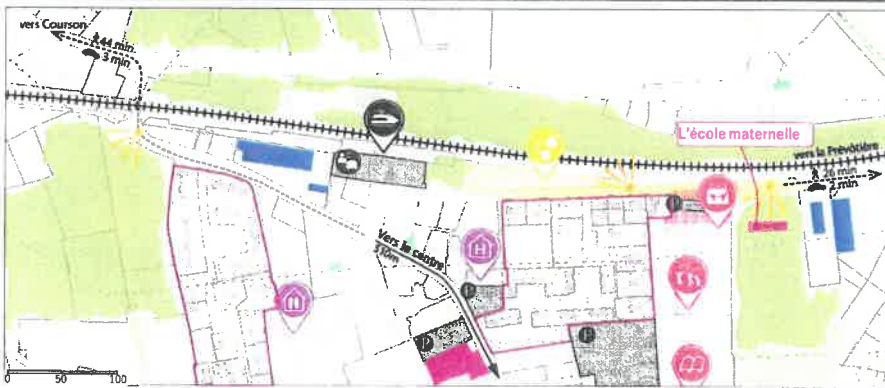 vers Courson
44 min
3 min
L'école maternelle
vers la Prévôtière
26 min
2 min
Vers le centre
310m
H
P
P
P
P
0 50 100